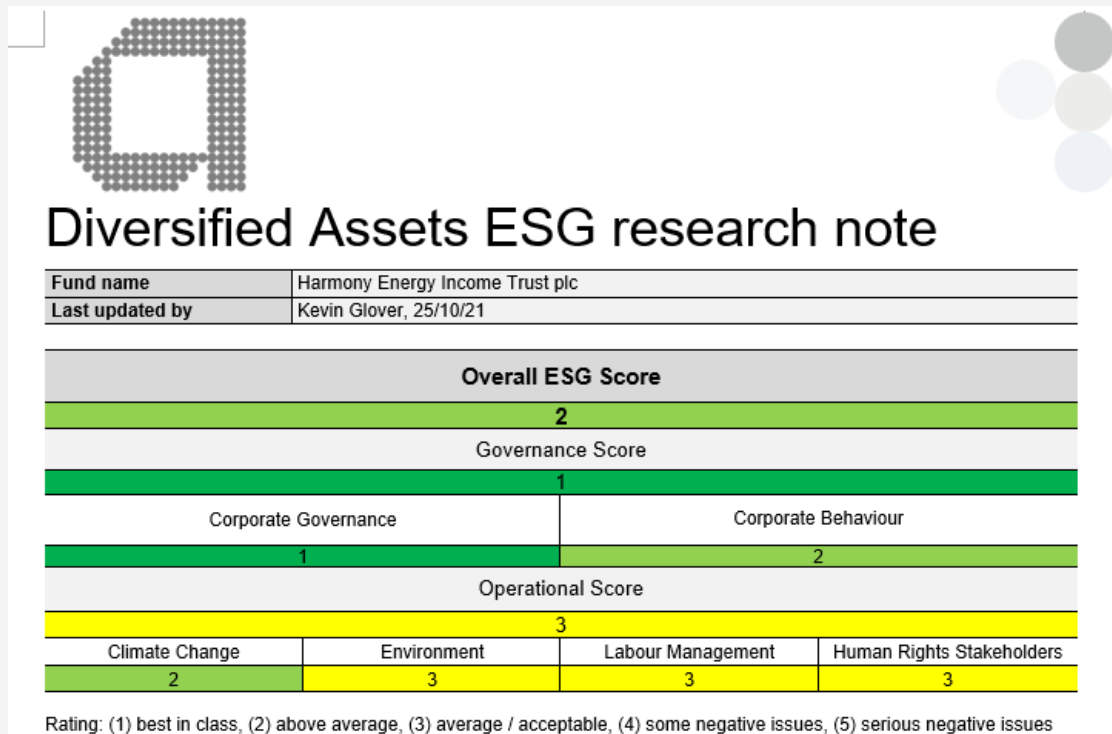 Diversified Assets ESG research note
Fund name Harmony Energy Income Trust plc
Last updated by Kevin Glover, 25/10/21
Overall ESG Score
2
Governance Score
1
Corporate Governance Corporate Behaviour
1 2
Operational Score
3
Climate Change Environment Labour Management Human Rights Stakeholders
2 3 3 3
Rating: (1) best in class, (2) above average, (3) average / acceptable, (4) some negative issues, (5) serious negative issues